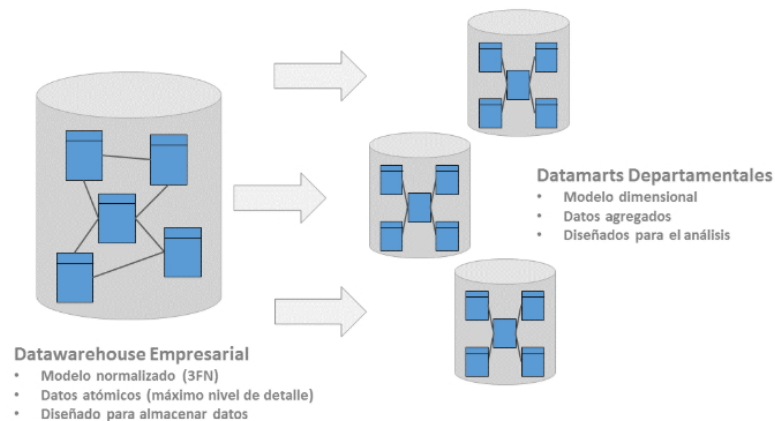 Datamarts Departamentales
• Modelo dimensional
• Datos agregados
• Diseñados para el análisis
Datawarehouse Empresarial
• Modelo normalizado (3FN)
• Datos atómicos (máximo nivel de detalle)
• Diseñado para almacenar datos